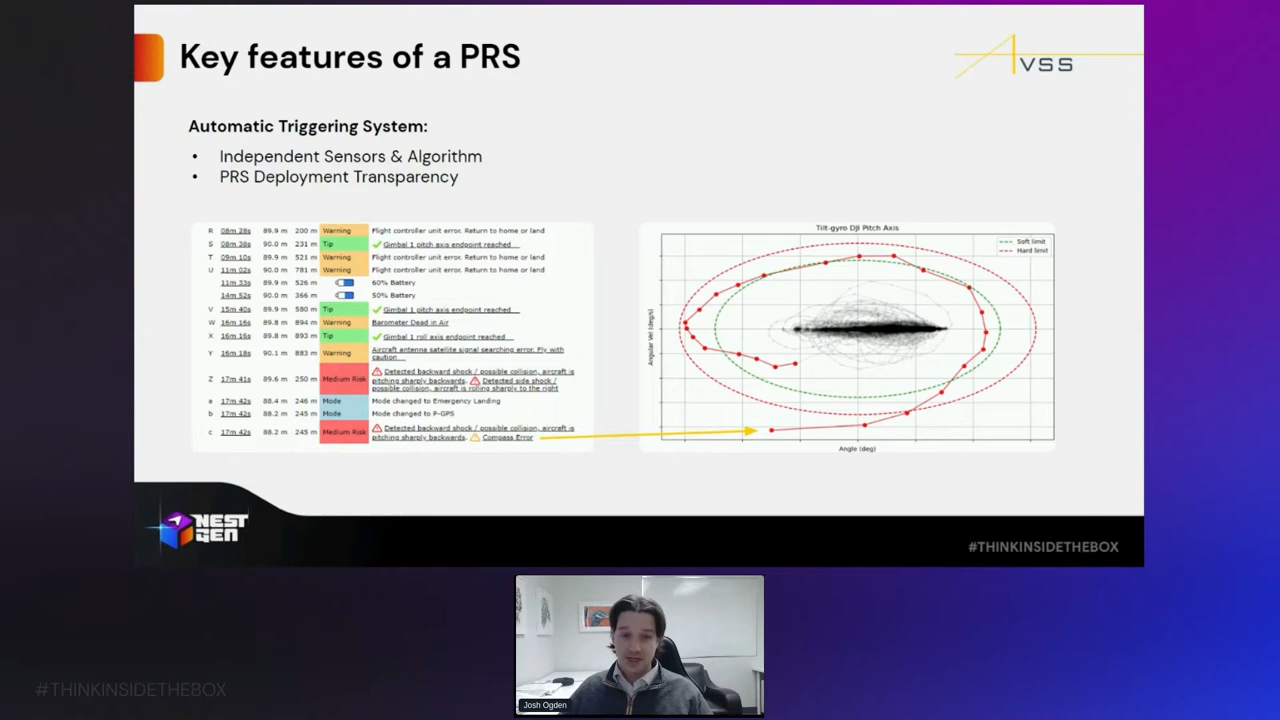 Key features of a PRS
AVSS
Automatic Triggering System:
• Independent Sensors & Algorithm
• PRS Deployment Transparency
R 08m 28s 89.9 m 200 m Warning Flight controller unit error. Return to home or land
S 08m 38s 90.0 m 231 m Tip Gimbal 1 pitch axis endpoint reached
T 09m 10s 89.9 m 521 m Warning Flight controller unit error. Return to home or land
U 11m 02s 90.0 m 781 m Warning Flight controller unit error. Return to home or land
11m 33s 89.9 m 526 m 60% Battery
14m 52s 90.0 m 366 m 50% Battery
V 15m 40s 89.9 m 580 m Tip Gimbal 1 pitch axis endpoint reached
W 16m 16s 89.8 m 894 m Warning Barometer Dead in Air
X 16m 16s 89.8 m 893 m Tip Gimbal 1 roll axis endpoint reached
Y 16m 18s 90.1 m 883 m Warning Aircraft antenna satellite signal searching error. Fly with
caution
Z 17m 41s 89.6 m 250 m Medium Risk Detected backward shock / possible collision, aircraft is
pitching sharply backwards. Detected side shock /
possible collision, aircraft is rolling sharply to the right
a 17m 42s 88.4 m 246 m Mode Mode changed to Emergency Landing
b 17m 42s 88.2 m 245 m Mode Mode changed to P-GPS
c 17m 42s 88.2 m 245 m Medium Risk Detected backward shock / possible collision, aircraft is
pitching sharply backwards. Compass Error
Tilt-gyro DJI Pitch Axis
Soft limit
Hard limit
Angular Vel (deg/s)
Angle (deg)
NEST
GEN
#THINKINSIDETHEBOX
#THINKINSIDETHEBOX
Josh Ogden